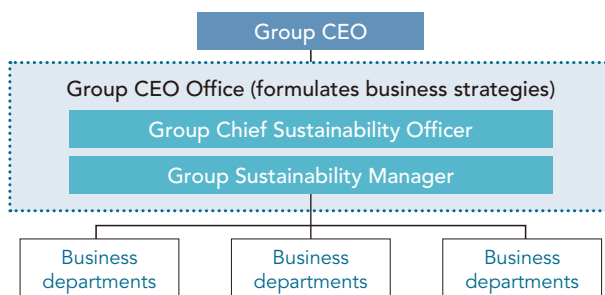 Group CEO
Group CEO Office (formulates business strategies)
Group Chief Sustainability Officer
Group Sustainability Manager
Business
departments
Business
departments
Business
departments